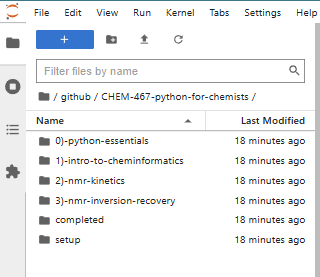 File Edit View Run Kernel Tabs Settings Help
+
Filter files by name
/ github / CHEM-467-python-for-chemists /
Name Last Modified
0)-python-essentials 18 minutes ago
1)-intro-to-cheminformatics 18 minutes ago
2)-nmr-kinetics 18 minutes ago
3)-nmr-inversion-recovery 18 minutes ago
completed 18 minutes ago
setup 18 minutes ago